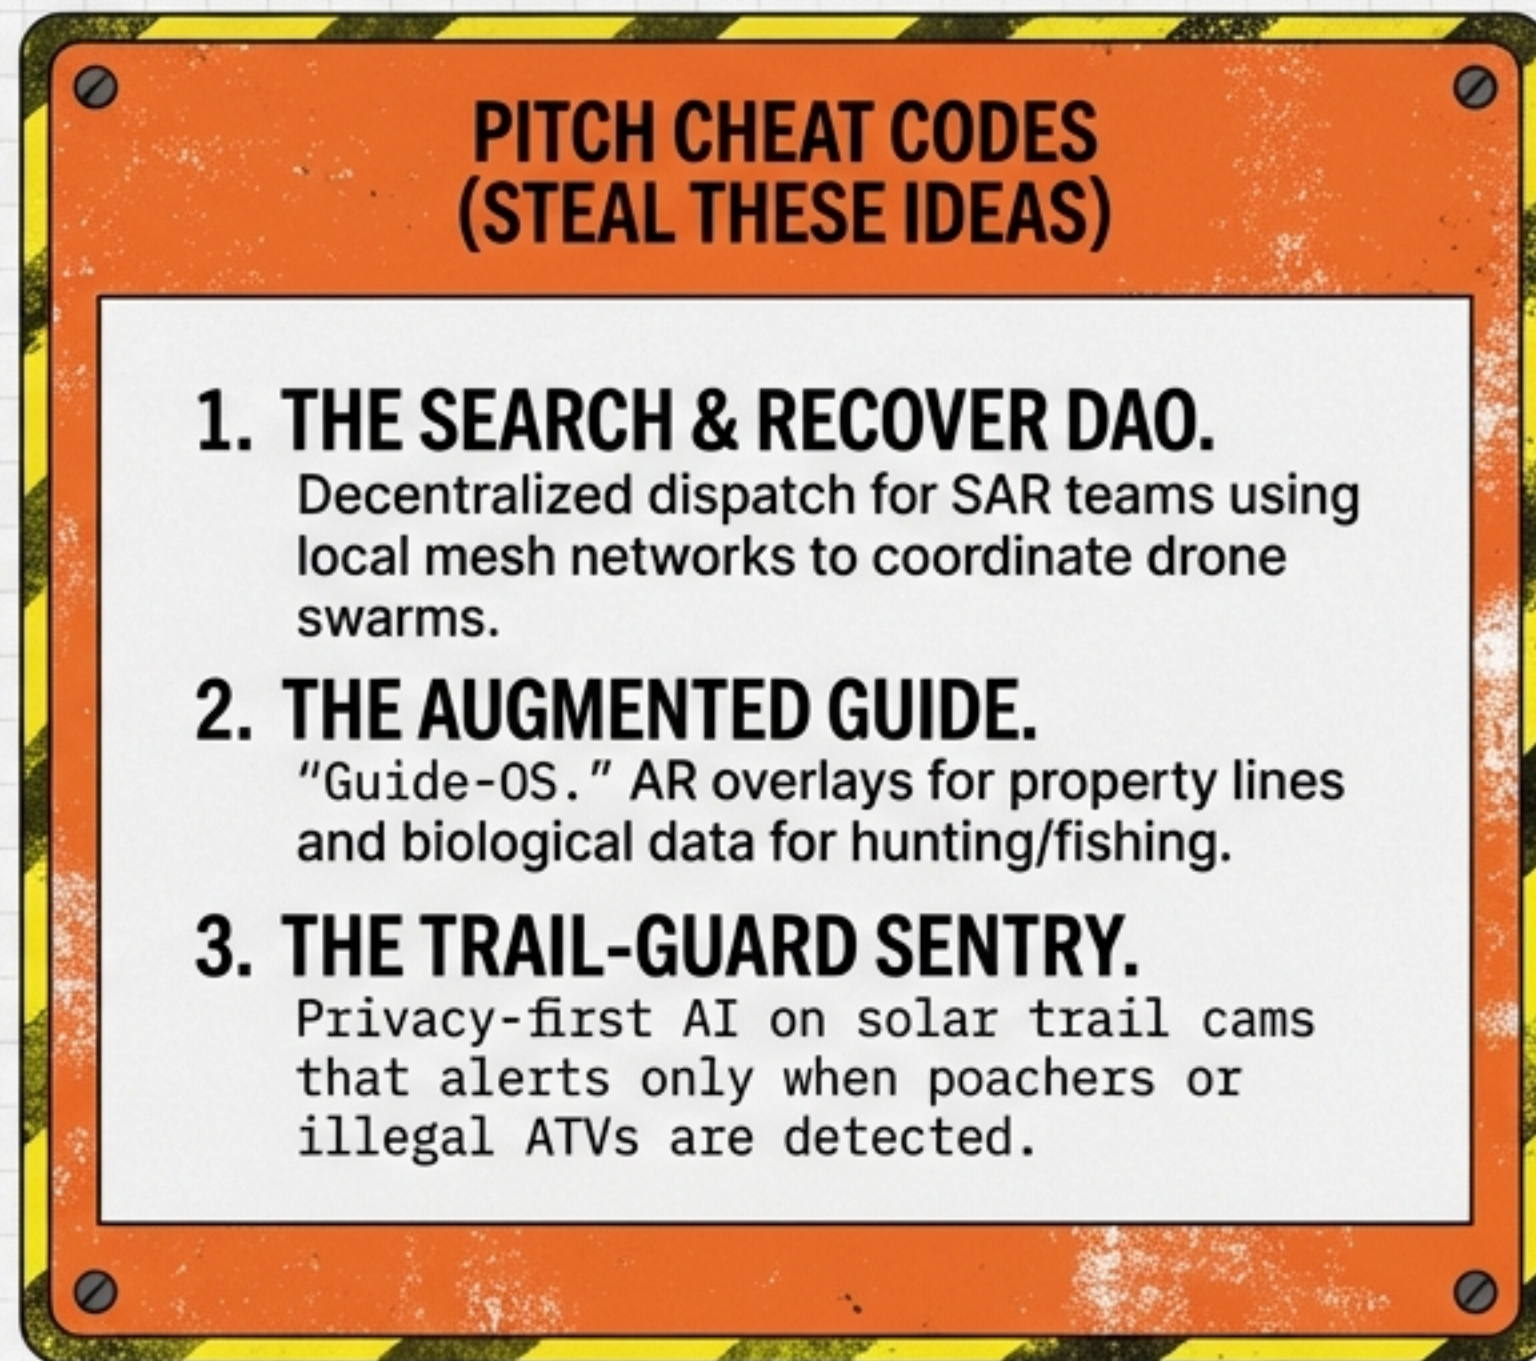 PITCH CHEAT CODES
(STEAL THESE IDEAS)
1. THE SEARCH & RECOVER DAO.
Decentralized dispatch for SAR teams using
local mesh networks to coordinate drone
swarms.
2. THE AUGMENTED GUIDE.
“Guide-OS.” AR overlays for property lines
and biological data for hunting/fishing.
3. THE TRAIL-GUARD SENTRY.
Privacy-first AI on solar trail cams
that alerts only when poachers or
illegal ATVs are detected.